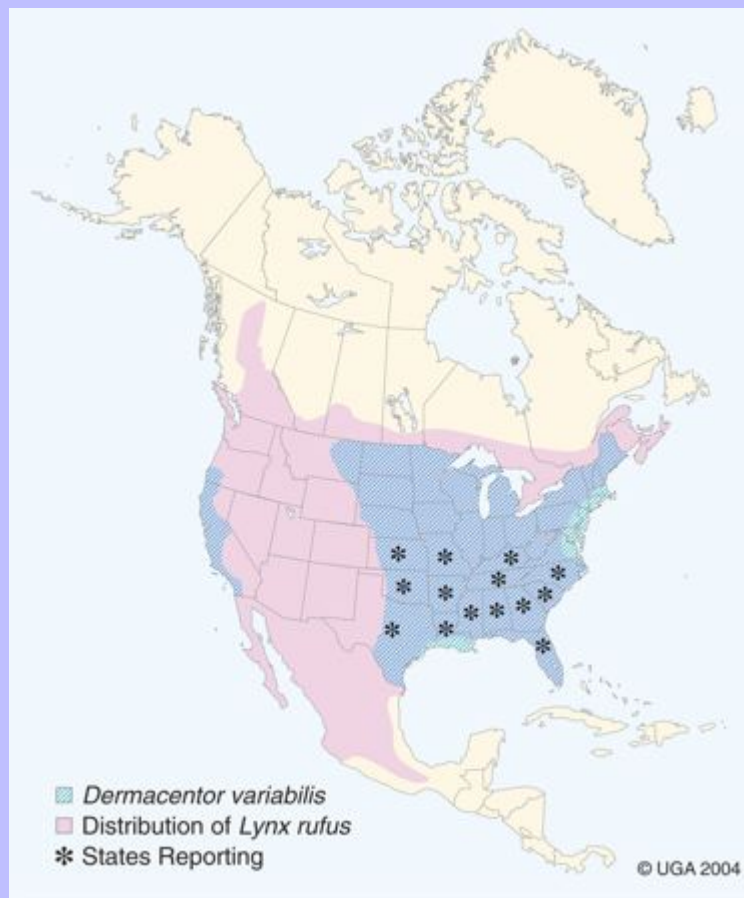 Dermacentor variabilis
Distribution of Lynx rufus
* States Reporting
© UGA 2004